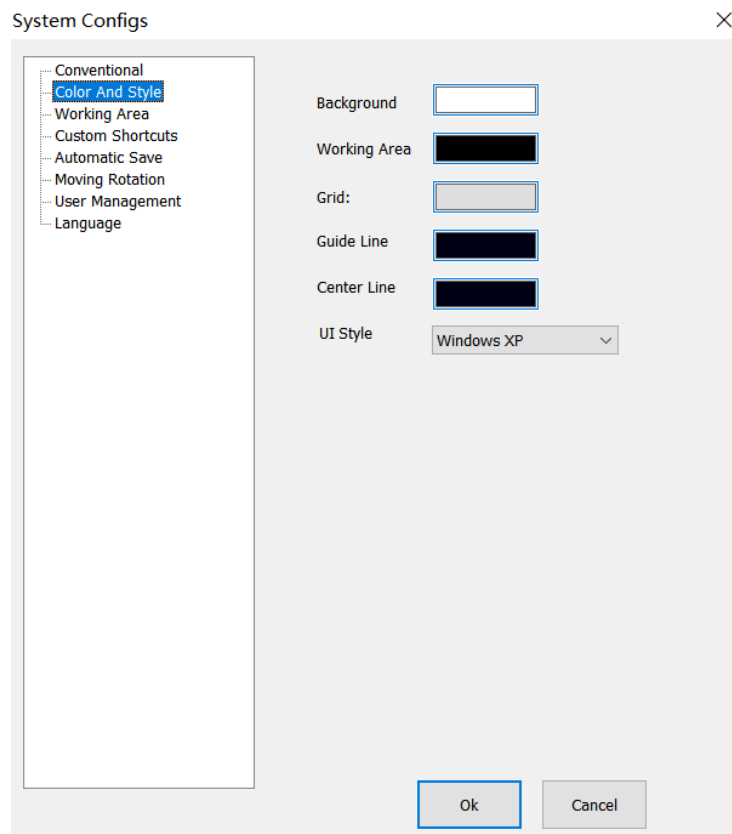 System Configs
Conventional
Color And Style
Working Area
Custom Shortcuts
Automatic Save
Moving Rotation
User Management
Language
Background
Working Area
Grid:
Guide Line
Center Line
UI Style
Windows XP
Ok
Cancel